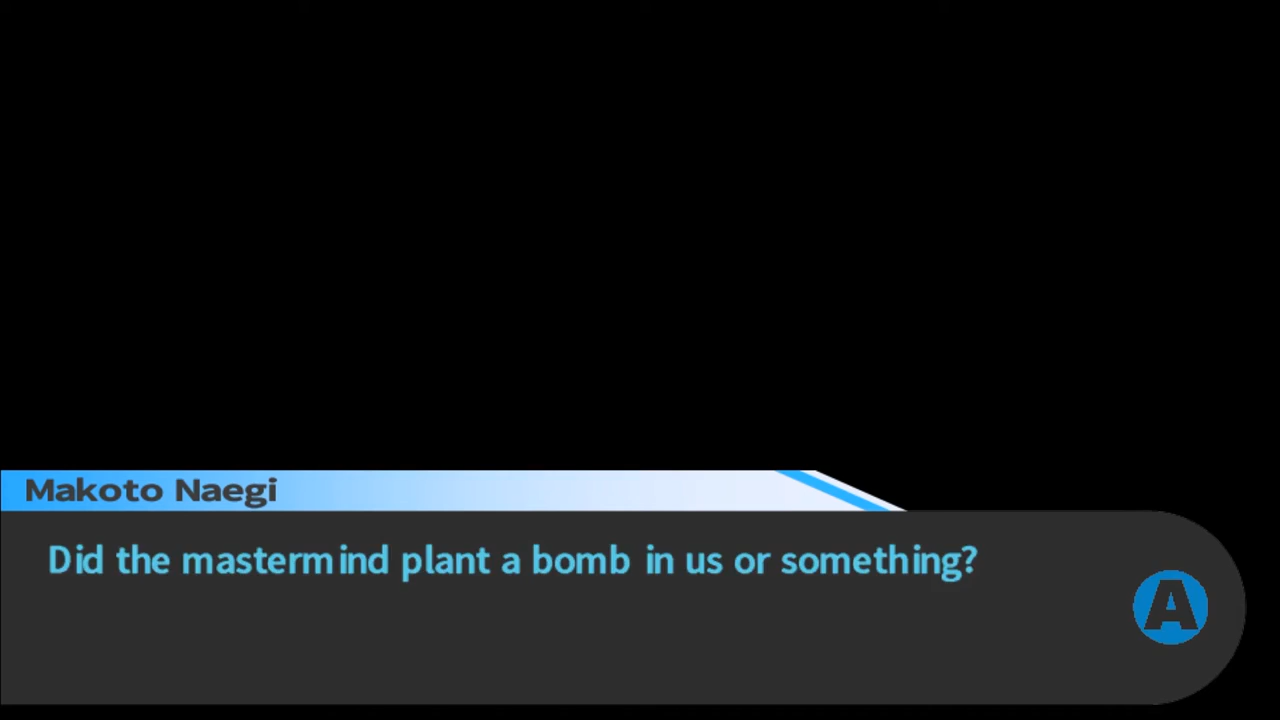 Makoto Naegi
Did the mastermind plant a bomb in us or something?
A